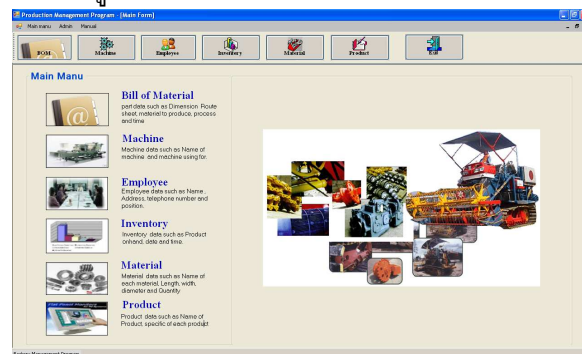 Production Management Program - [Main Form]
Main manu Admin Manual
BOM Machine Employee Inventory Material Product Exit
Main Manu
Bill of Material
part data such as Dimension Route
sheet, material to produce, process
and time
Machine
Machine data such as Name of
machine and machine using for.
Employee
Employee data such as Name ,
Address, telephone number and
position.
Inventory
Inventory data such as Product
onhand, date and time.
Material
Material data such as Name of
each material, Length, width,
diameter and Quantity
Product
Product data such as Name of
Product, specific of each product